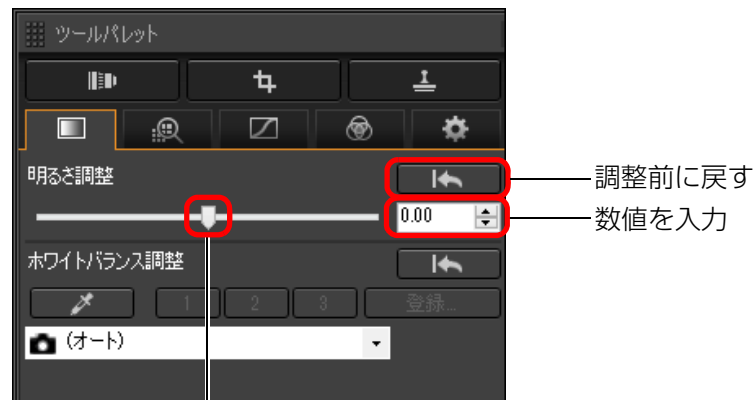 ツールパレット
明るさ調整
調整前に戻す
0.00
数値を入力
ホワイトバランス調整
1 2 3 登録...
(オート)